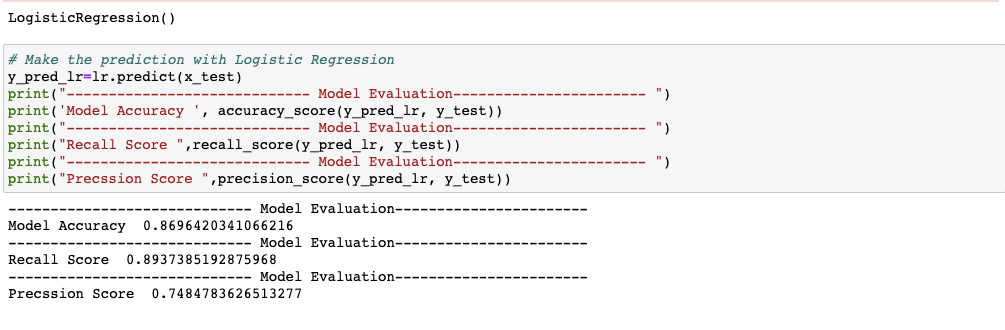 LogisticRegression()
# Make the prediction with Logistic Regression
y_pred_lr=lr.predict(x_test)
print("----------------------------- Model Evaluation----------------------- ")
print('Model Accuracy ', accuracy_score(y_pred_lr, y_test))
print("----------------------------- Model Evaluation----------------------- ")
print("Recall Score ",recall_score(y_pred_lr, y_test))
print("----------------------------- Model Evaluation----------------------- ")
print("Precssion Score ",precision_score(y_pred_lr, y_test))
----------------------------- Model Evaluation-----------------------
Model Accuracy  0.8696420341066216
----------------------------- Model Evaluation-----------------------
Recall Score  0.8937385192875968
----------------------------- Model Evaluation-----------------------
Precssion Score  0.7484783626513277